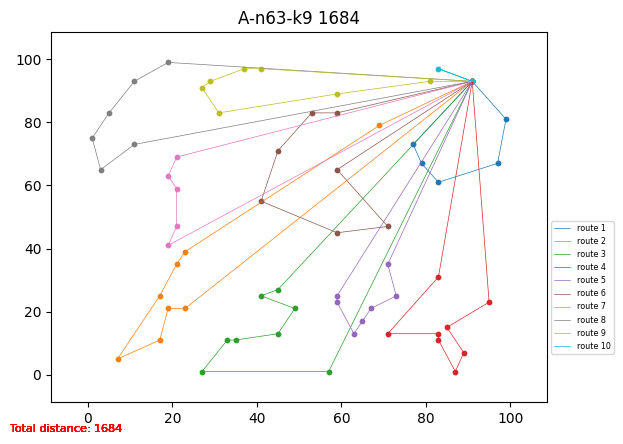 A-n63-k9 1684
100
80
60
40
20
0
0 20 40 60 80 100
route 1
route 2
route 3
route 4
route 5
route 6
route 7
route 8
route 9
route 10
Total distance: 1684